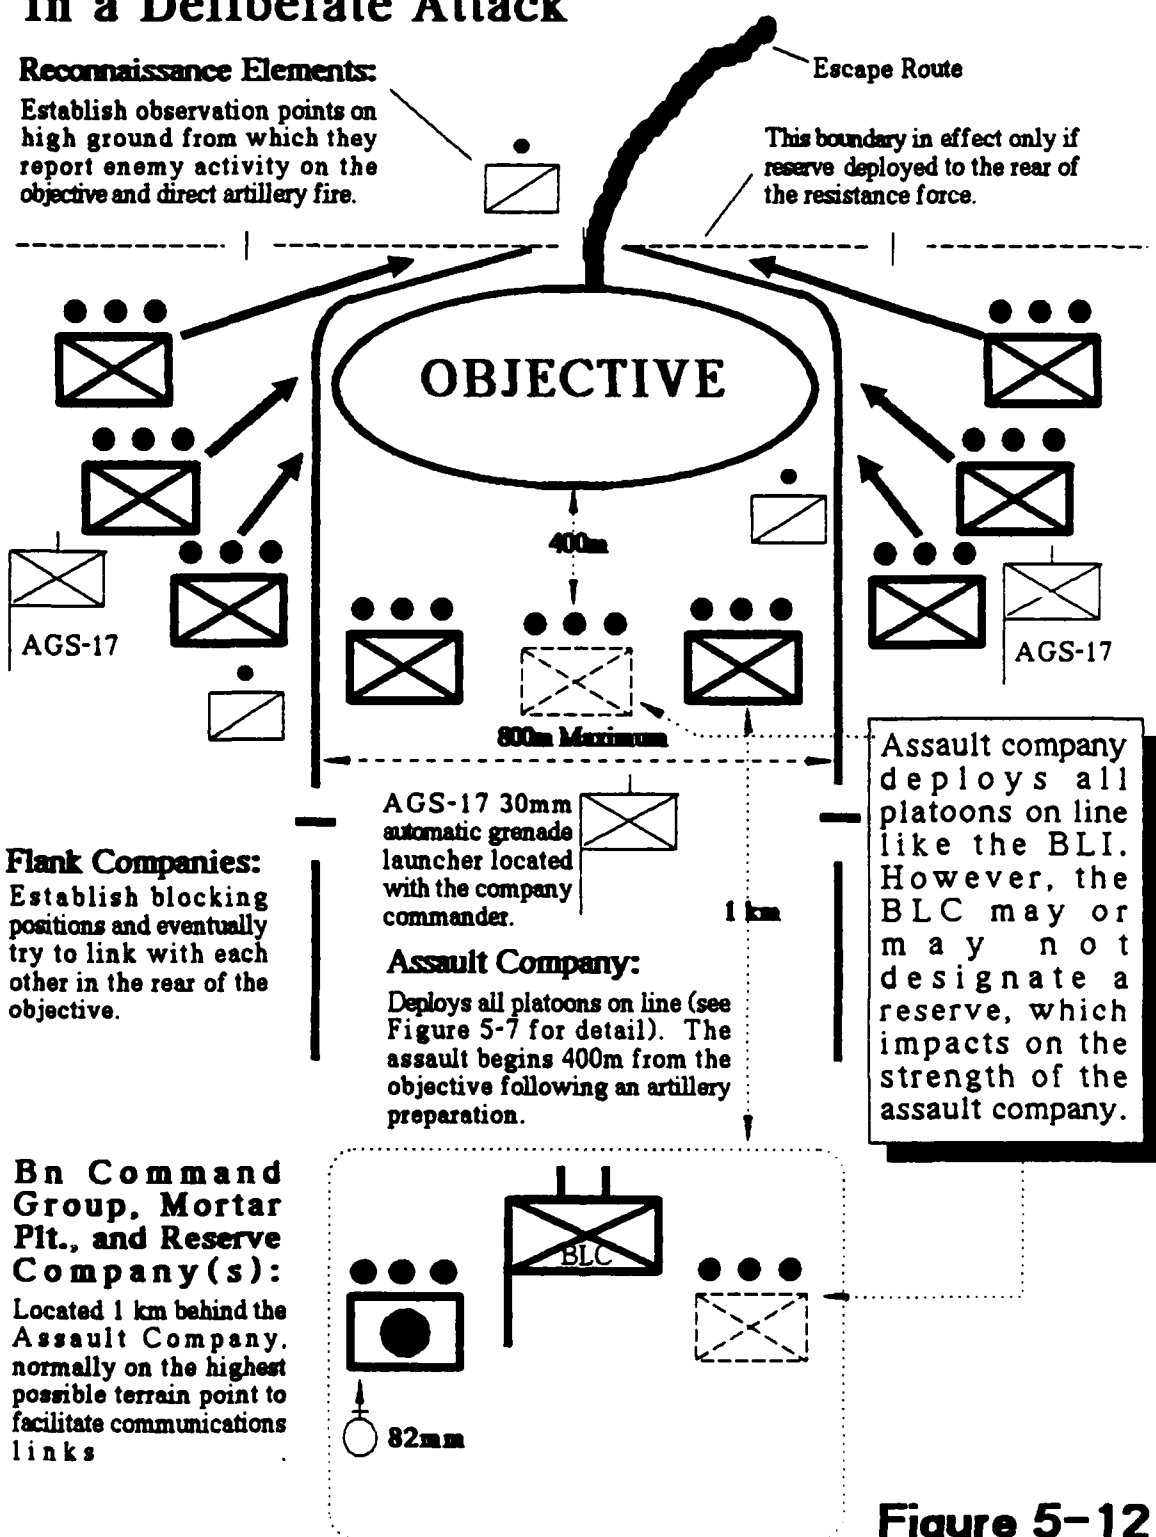 in a Deliberate Attack
Reconnaissance Elements:
Establish observation points on
high ground from which they
report enemy activity on the
objective and direct artillery fire.
Escape Route
This boundary in effect only if
reserve deployed to the rear of
the resistance force.
OBJECTIVE
400m
AGS-17
AGS-17
800m Maximum
AGS-17 30mm
automatic grenade
launcher located
with the company
commander.
1 km
Assault company
deploys all
platoons on line
like the BLI.
However, the
BLC may or
may not
designate a
reserve, which
impacts on the
strength of the
assault company.
Flank Companies:
Establish blocking
positions and eventually
try to link with each
other in the rear of the
objective.
Assault Company:
Deploys all platoons on line (see
Figure 5-7 for detail). The
assault begins 400m from the
objective following an artillery
preparation.
Bn Command
Group, Mortar
Plt., and Reserve
Company(s):
Located 1 km behind the
Assault Company,
normally on the highest
possible terrain point to
facilitate communications
links .
BLC
82mm
Figure 5-12